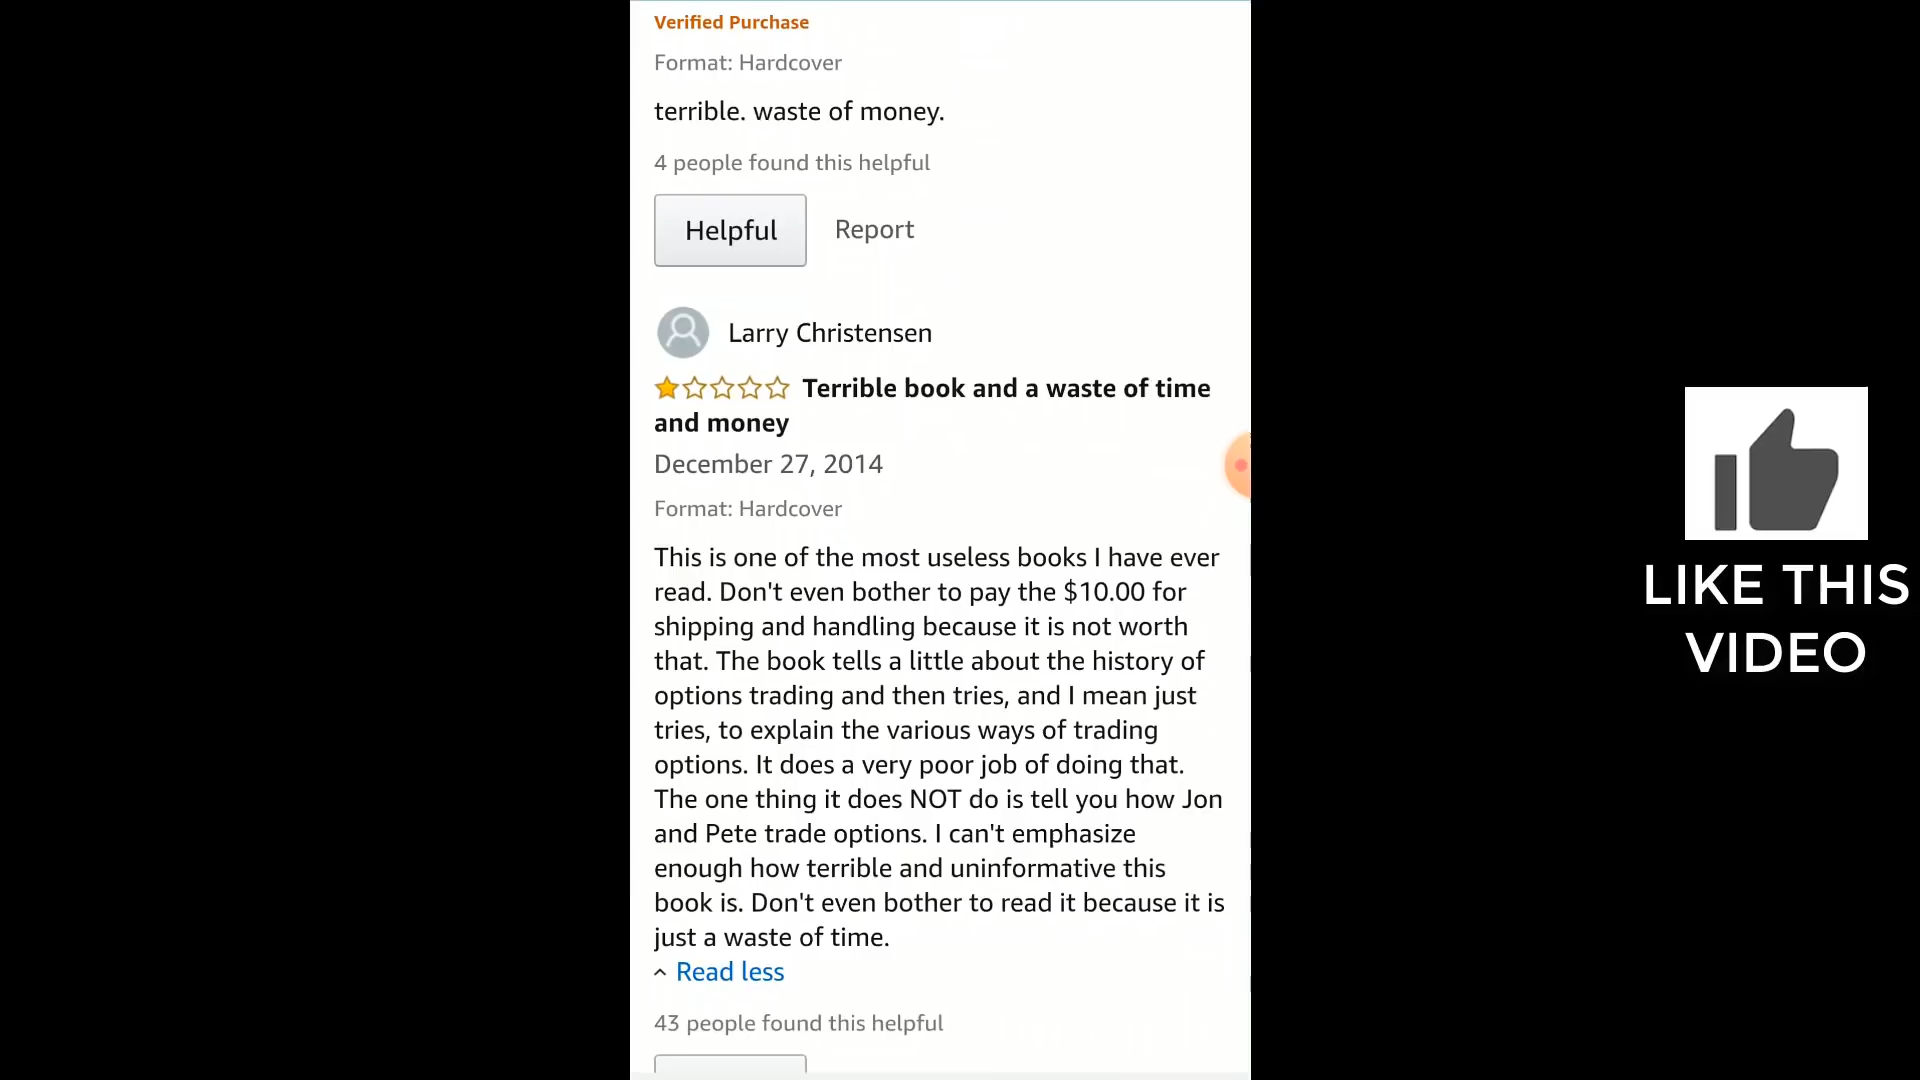 Verified Purchase
Format: Hardcover
terrible. waste of money.
4 people found this helpful
Helpful
Report
Larry Christensen
Terrible book and a waste of time
and money
December 27, 2014
Format: Hardcover
This is one of the most useless books I have ever
read. Don't even bother to pay the $10.00 for
shipping and handling because it is not worth
that. The book tells a little about the history of
options trading and then tries, and I mean just
tries, to explain the various ways of trading
options. It does a very poor job of doing that.
The one thing it does NOT do is tell you how Jon
and Pete trade options. I can't emphasize
enough how terrible and uninformative this
book is. Don't even bother to read it because it is
just a waste of time.
Read less
43 people found this helpful
LIKE THIS
VIDEO